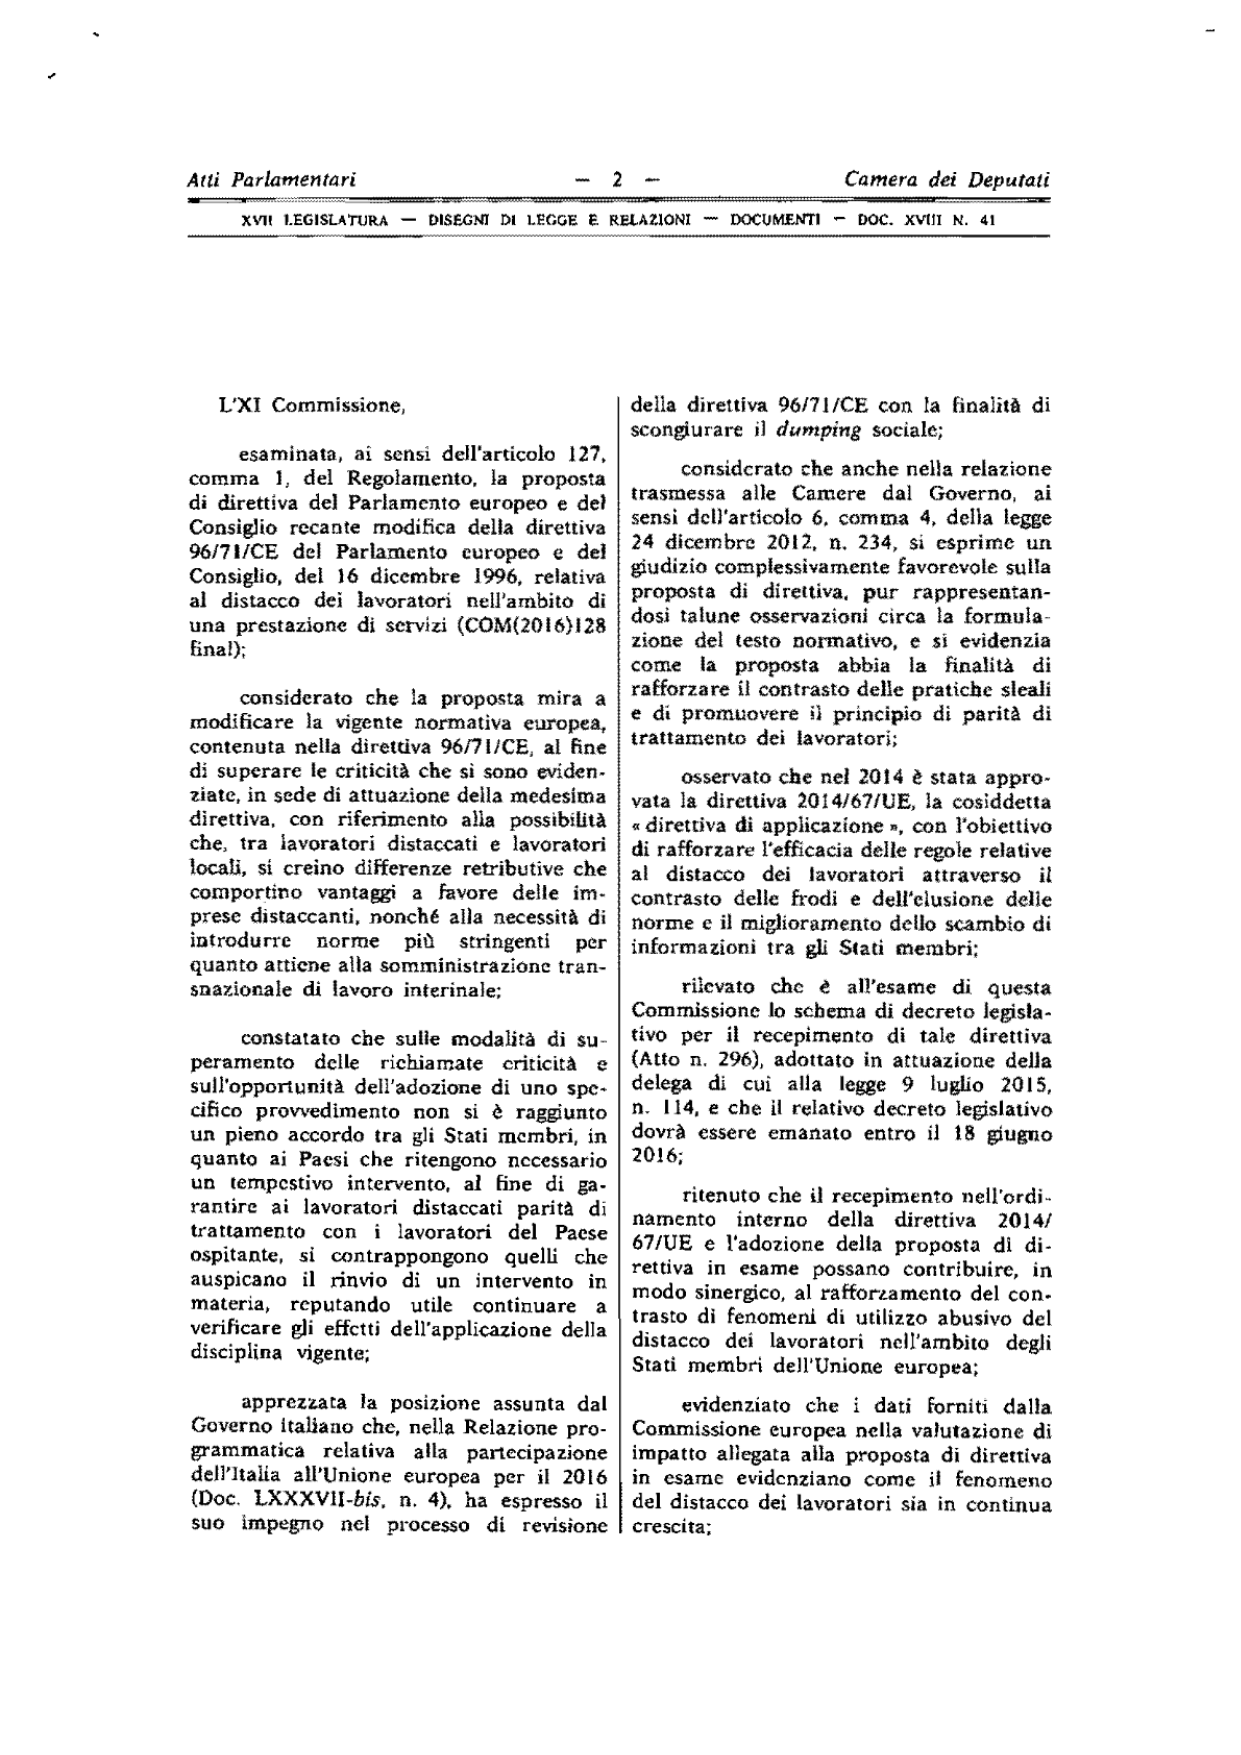 Atti Parlamentari — 2 — Camera dei Deputati
XVII LEGISLATURA — DISEGNI DI LEGGE E RELAZIONI — DOCUMENTI — DOC. XVIII N. 41
L'XI Commissione,
esaminata, ai sensi dell'articolo 127,
comma 1, del Regolamento, la proposta
di direttiva del Parlamento europeo e del
Consiglio recante modifica della direttiva
96/71/CE del Parlamento europeo e del
Consiglio, del 16 dicembre 1996, relativa
al distacco dei lavoratori nell'ambito di
una prestazione di servizi (COM(2016)128
final);
considerato che la proposta mira a
modificare la vigente normativa europea,
contenuta nella direttiva 96/71/CE, al fine
di superare le criticità che si sono eviden-
ziate, in sede di attuazione della medesima
direttiva, con riferimento alla possibilità
che, tra lavoratori distaccati e lavoratori
locali, si creino differenze retributive che
comportino vantaggi a favore delle im-
prese distaccanti, nonché alla necessità di
introdurre norme più stringenti per
quanto attiene alla somministrazione tran-
snazionale di lavoro interinale;
constatato che sulle modalità di su-
peramento delle richiamate criticità e
sull'opportunità dell'adozione di uno spe-
cifico provvedimento non si è raggiunto
un pieno accordo tra gli Stati membri, in
quanto ai Paesi che ritengono necessario
un tempestivo intervento, al fine di ga-
rantire ai lavoratori distaccati parità di
trattamento con i lavoratori del Paese
ospitante, si contrappongono quelli che
auspicano il rinvio di un intervento in
materia, reputando utile continuare a
verificare gli effetti dell'applicazione della
disciplina vigente;
apprezzata la posizione assunta dal
Governo italiano che, nella Relazione pro-
grammatica relativa alla partecipazione
dell'Italia all'Unione europea per il 2016
(Doc. LXXXVII-bis, n. 4), ha espresso il
suo impegno nel processo di revisione
della direttiva 96/71/CE con la finalità di
scongiurare il dumping sociale;
considerato che anche nella relazione
trasmessa alle Camere dal Governo, ai
sensi dell'articolo 6, comma 4, della legge
24 dicembre 2012, n. 234, si esprime un
giudizio complessivamente favorevole sulla
proposta di direttiva, pur rappresentan-
dosi talune osservazioni circa la formula-
zione del testo normativo, e si evidenzia
come la proposta abbia la finalità di
rafforzare il contrasto delle pratiche sleali
e di promuovere il principio di parità di
trattamento dei lavoratori;
osservato che nel 2014 è stata appro-
vata la direttiva 2014/67/UE, la cosiddetta
« direttiva di applicazione », con l'obiettivo
di rafforzare l'efficacia delle regole relative
al distacco dei lavoratori attraverso il
contrasto delle frodi e dell'elusione delle
norme e il miglioramento dello scambio di
informazioni tra gli Stati membri;
rilevato che è all'esame di questa
Commissione lo schema di decreto legisla-
tivo per il recepimento di tale direttiva
(Atto n. 296), adottato in attuazione della
delega di cui alla legge 9 luglio 2015,
n. 114, e che il relativo decreto legislativo
dovrà essere emanato entro il 18 giugno
2016;
ritenuto che il recepimento nell'ordi-
namento interno della direttiva 2014/
67/UE e l'adozione della proposta di di-
rettiva in esame possano contribuire, in
modo sinergico, al rafforzamento del con-
trasto di fenomeni di utilizzo abusivo del
distacco dei lavoratori nell'ambito degli
Stati membri dell'Unione europea;
evidenziato che i dati forniti dalla
Commissione europea nella valutazione di
impatto allegata alla proposta di direttiva
in esame evidenziano come il fenomeno
del distacco dei lavoratori sia in continua
crescita;